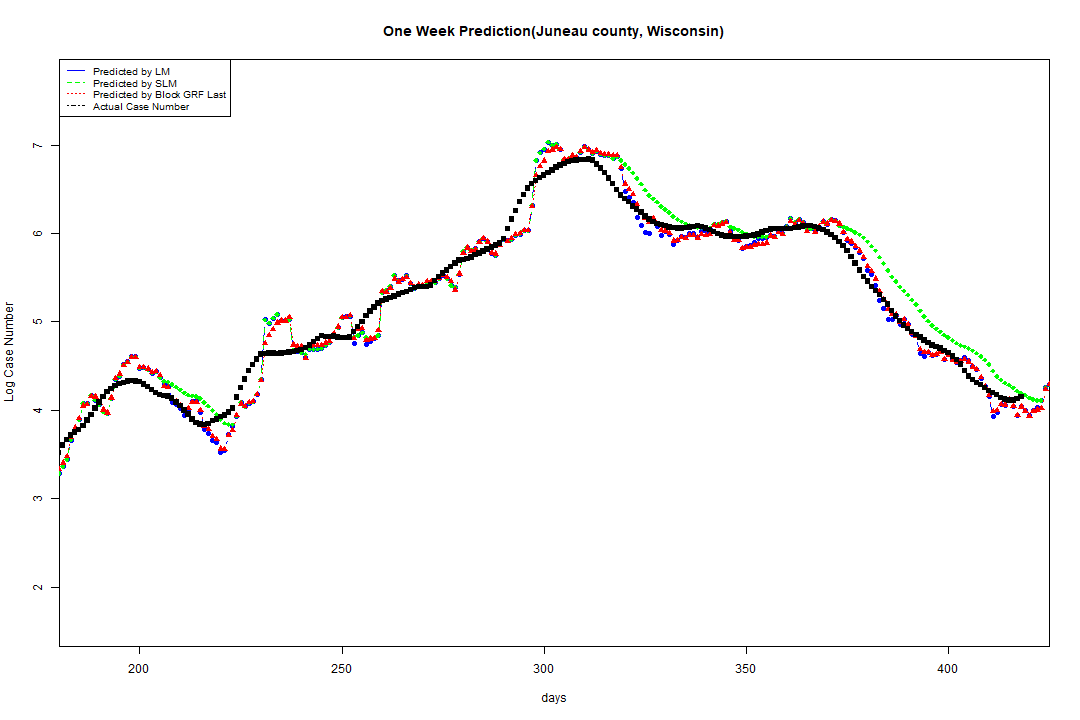 One Week Prediction(Juneau county, Wisconsin)
Predicted by LM
Predicted by SLM
Predicted by Block GRF Last
Actual Case Number
7
6
5
4
3
2
Log Case Number
200 250 300 350 400
days